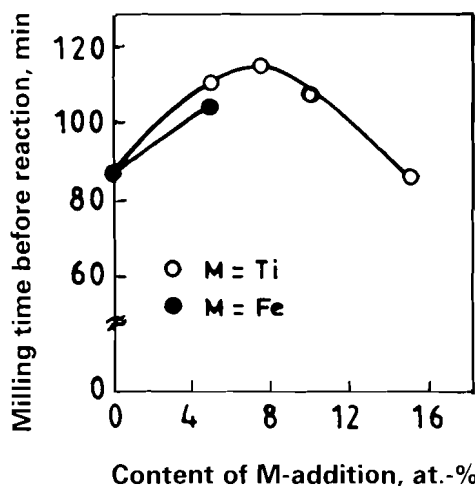 Milling time before reaction, min
120
100
80
60
0
M = Ti
M = Fe
0 4 8 12 16
Content of M-addition, at.-%